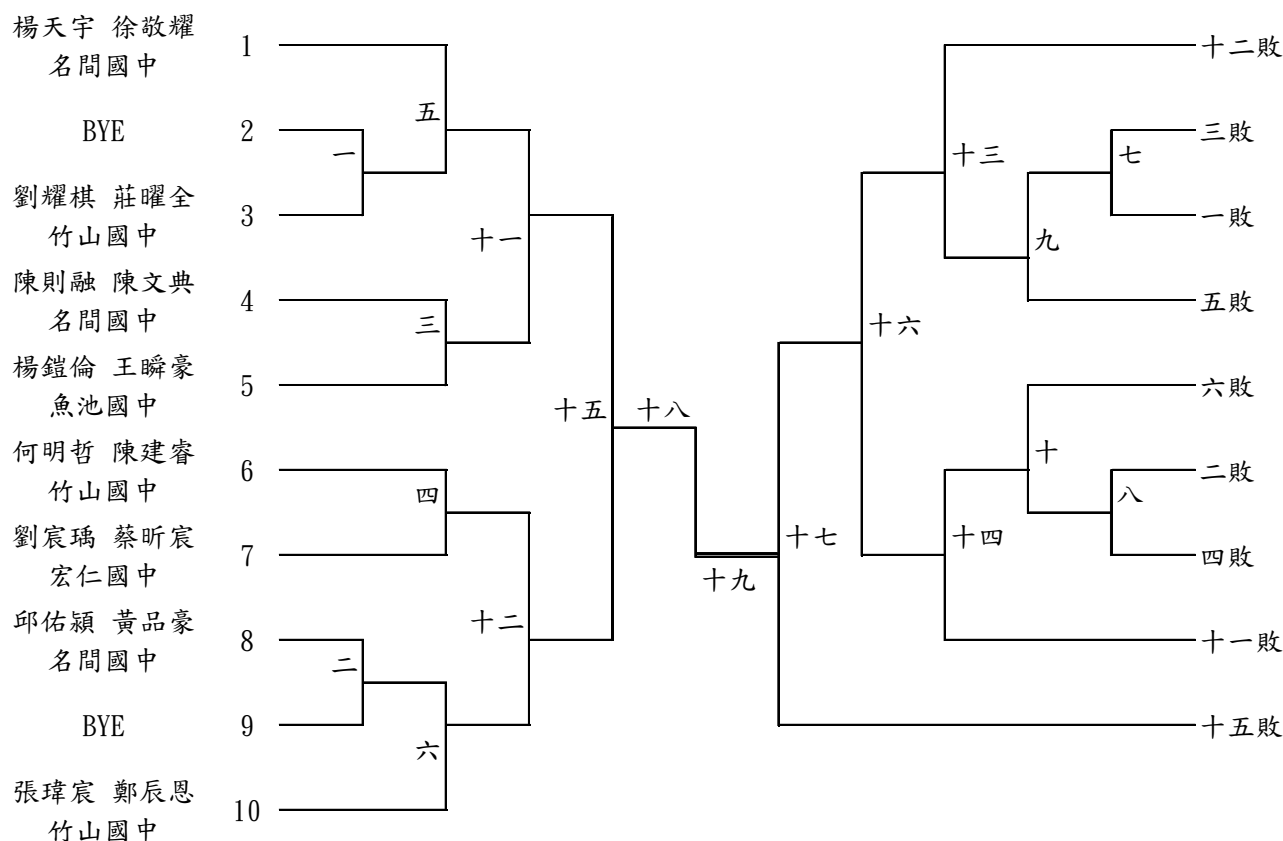 楊天宇 徐敬耀
名間國中
1
BYE
2
劉耀棋 莊曜全
竹山國中
3
陳則融 陳文典
名間國中
4
楊鎧倫 王瞬豪
魚池國中
5
何明哲 陳建睿
竹山國中
6
劉宸瑀 蔡昕宸
宏仁國中
7
邱佑穎 黃品豪
名間國中
8
BYE
9
張瑋宸 鄭辰恩
竹山國中
10
一
二
三
四
五
六
十一
十二
十五
十八
十九
十七
十六
十三
十四
九
十
七
八
十二敗
三敗
一敗
五敗
六敗
二敗
四敗
十一敗
十五敗